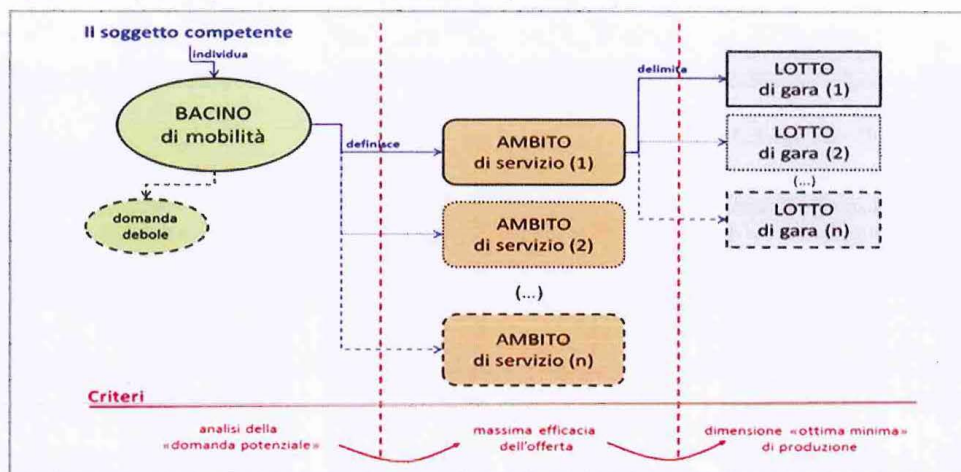 Il soggetto competente
individua
BACINO
di mobilità
domanda
debole
definisce
AMBITO
di servizio (1)
AMBITO
di servizio (2)
(...)
AMBITO
di servizio (n)
delimita
LOTTO
di gara (1)
LOTTO
di gara (2)
(...)
LOTTO
di gara (n)
Criteri
analisi della
«domanda potenziale»
massima efficacia
dell'offerta
dimensione «ottima minima»
di produzione